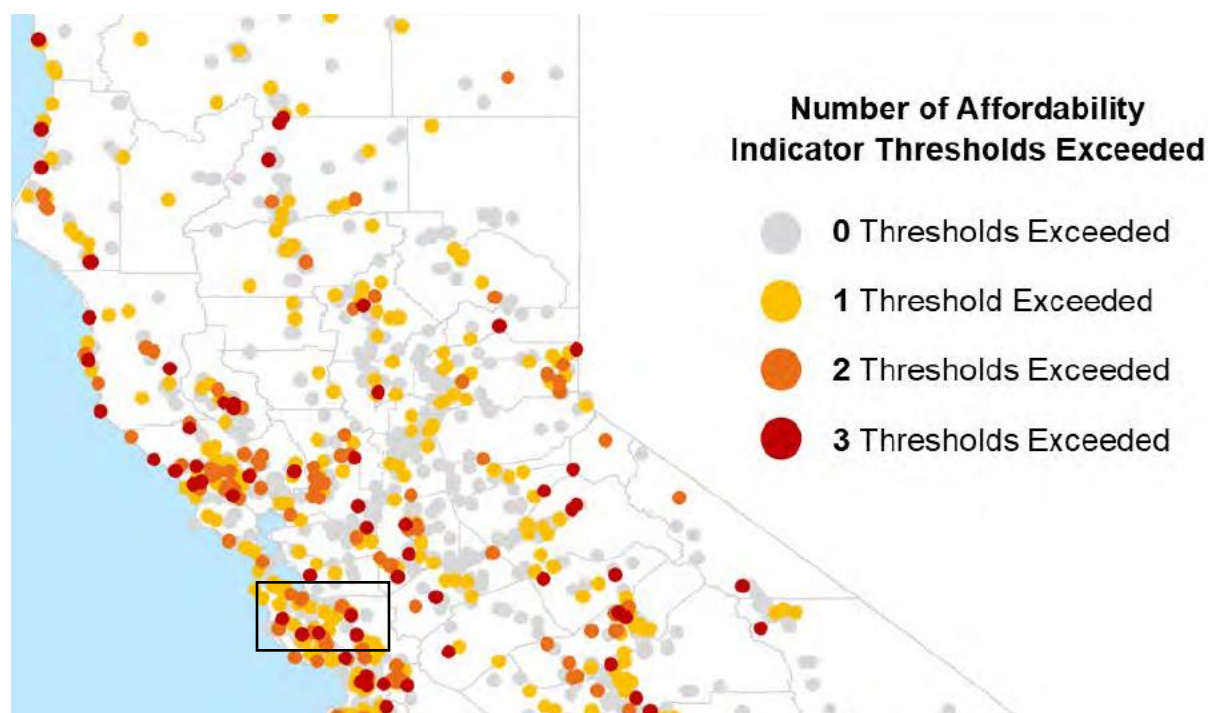 Number of Affordability
Indicator Thresholds Exceeded
0 Thresholds Exceeded
1 Threshold Exceeded
2 Thresholds Exceeded
3 Thresholds Exceeded